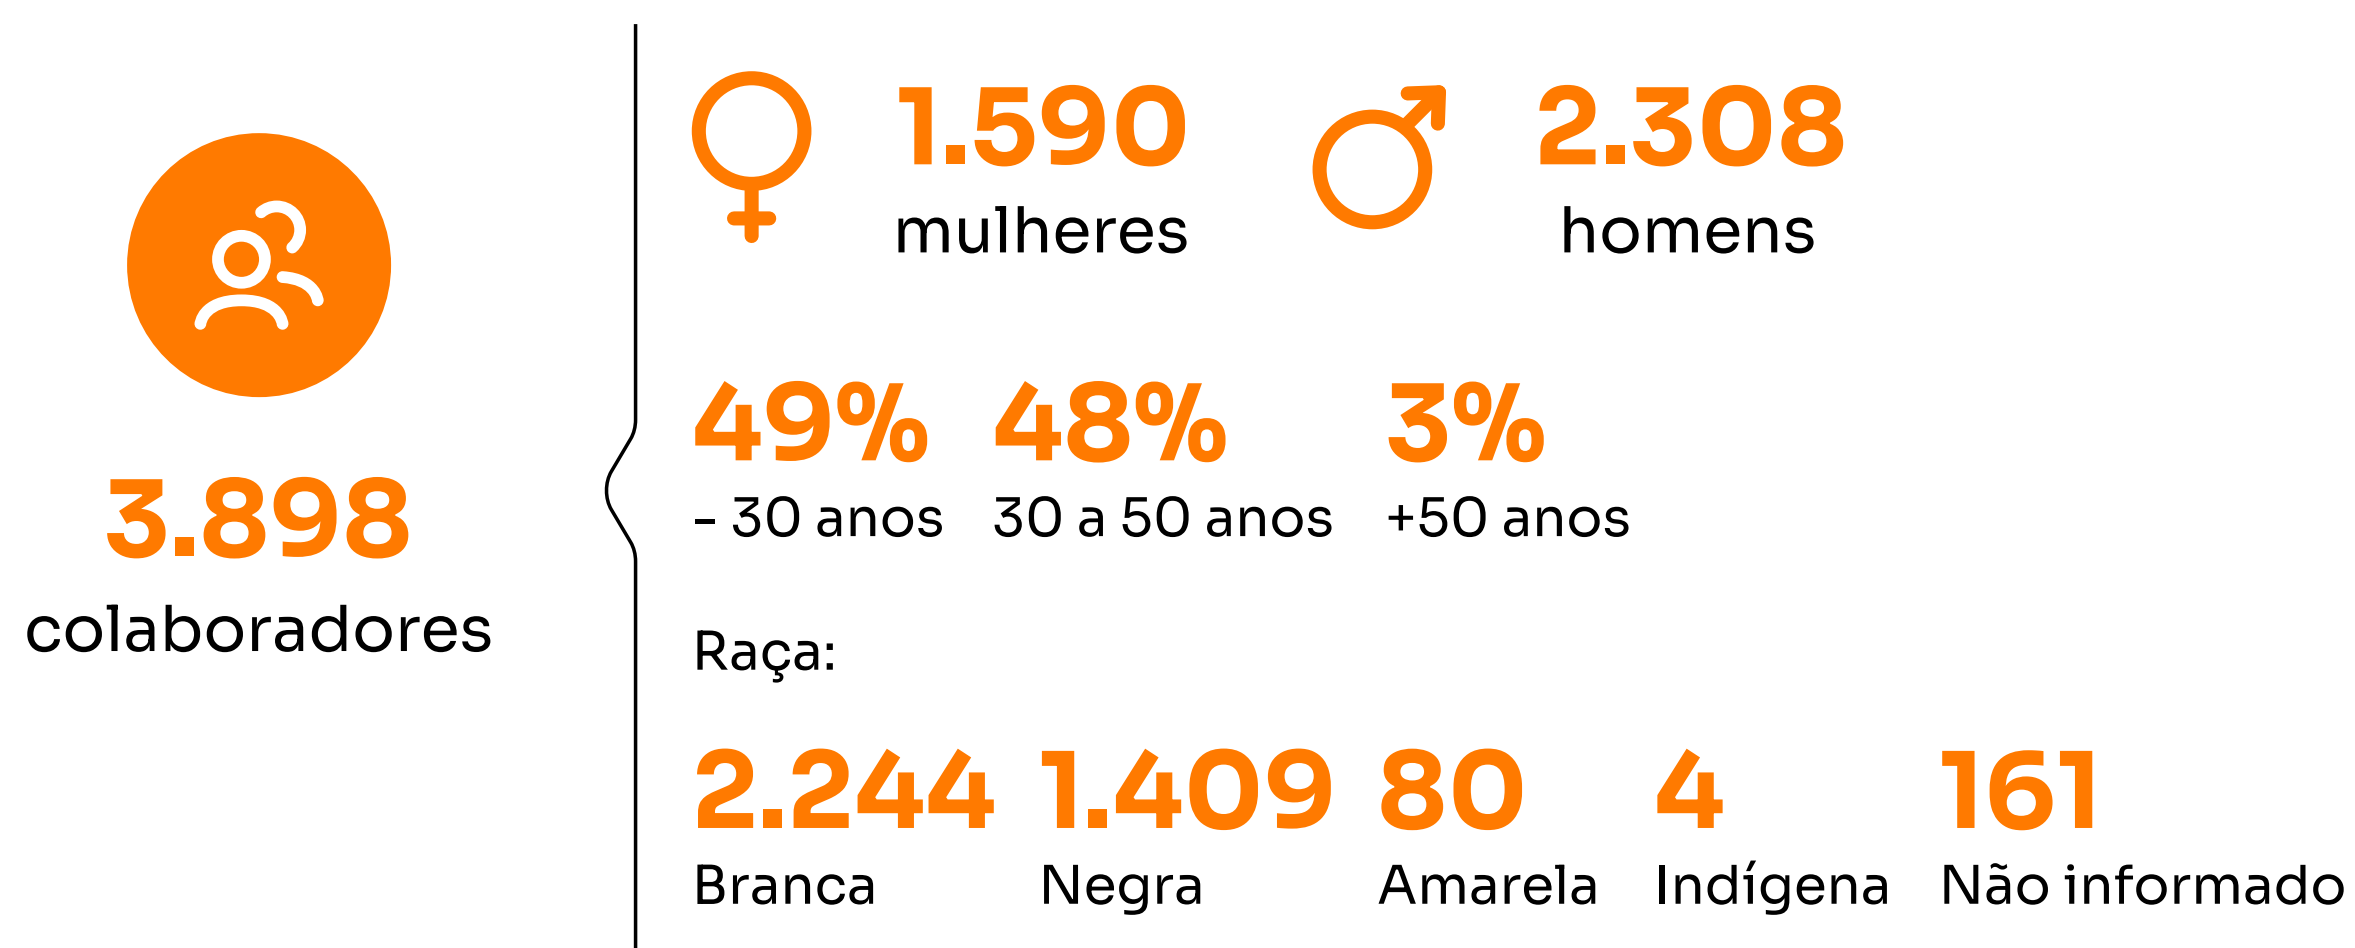 3.898
colaboradores
1.590 2.308
mulheres homens
49% 48% 3%
- 30 anos 30 a 50 anos +50 anos
Raça:
2.244 1.409 80 4 161
Branca Negra Amarela Indígena Não informado